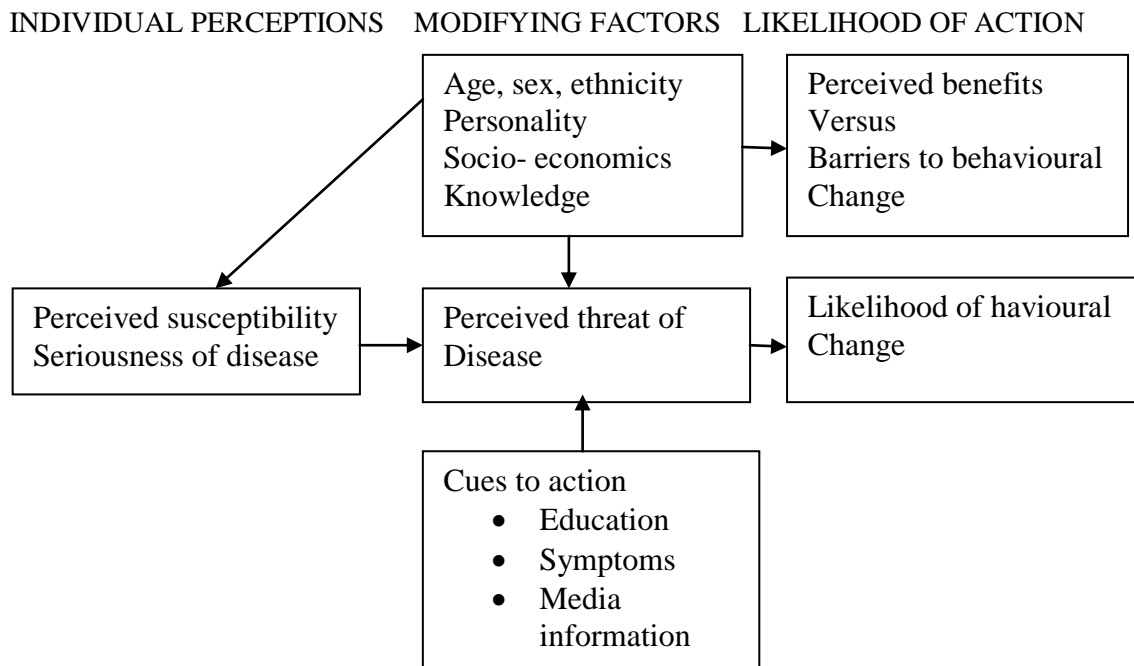 INDIVIDUAL PERCEPTIONS MODIFYING FACTORS LIKELIHOOD OF ACTION
Age, sex, ethnicity
Personality
Socio- economics
Knowledge
Perceived benefits
Versus
Barriers to behavioural
Change
Perceived susceptibility
Seriousness of disease
Perceived threat of
Disease
Likelihood of havioural
Change
Cues to action
• Education
• Symptoms
• Media
information